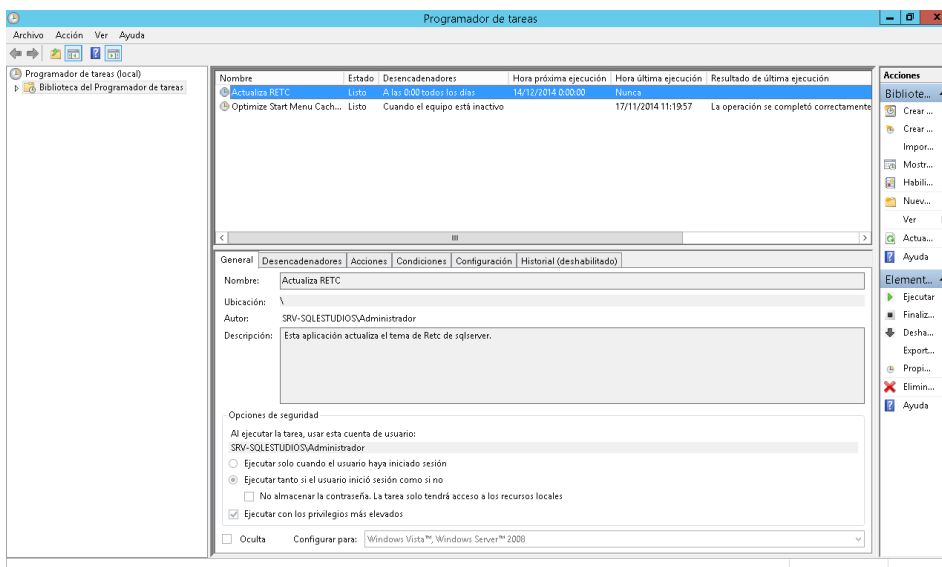 Programador de tareas
Archivo Acción Ver Ayuda
Programador de tareas (local)
Biblioteca del Programador de tareas
Nombre Estado Desencadenadores Hora próxima ejecución Hora última ejecución Resultado de última ejecución
Actualiza RETC Listo A las 0:00 todos los días 14/12/2014 0:00:00 Nunca
Optimize Start Menu Cach... Listo Cuando el equipo está inactivo 17/11/2014 11:19:57 La operación se completó correctamente
General Desencadenadores Acciones Condiciones Configuración Historial (deshabilitado)
Nombre: Actualiza RETC
Ubicación: \
Autor: SRV-SQLESTUDIOS\Administrador
Descripción: Esta aplicación actualiza el tema de Retc de sqlserver.
Opciones de seguridad
Al ejecutar la tarea, usar esta cuenta de usuario:
SRV-SQLESTUDIOS\Administrador
Ejecutar solo cuando el usuario haya iniciado sesión
Ejecutar tanto si el usuario inició sesión como si no
No almacenar la contraseña. La tarea solo tendrá acceso a los recursos locales
Ejecutar con los privilegios más elevados
Oculta Configurar para: Windows Vista™, Windows Server™ 2008
Acciones
Bibliote...
Crear ...
Crear ...
Impor...
Mostr...
Habili...
Nuev...
Ver
Actua...
Ayuda
Element...
Ejecutar
Finaliz...
Desha...
Export...
Propi...
Elimin...
Ayuda